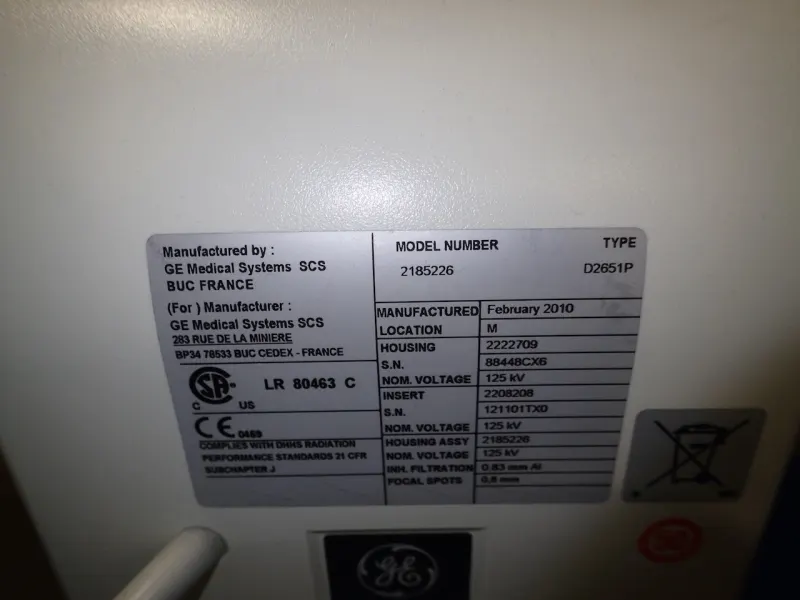 Manufactured by :
GE Medical Systems SCS
BUC FRANCE
(For ) Manufacturer :
GE Medical Systems SCS
283 RUE DE LA MINIERE
BP34 78533 BUC CEDEX - FRANCE
LR 80463 C
C US
CE 0459
COMPLIES WITH DHHS RADIATION
PERFORMANCE STANDARDS 21 CFR
SUBCHAPTER J
MODEL NUMBER TYPE
2185226 D2651P
MANUFACTURED February 2010
LOCATION M
HOUSING 2222709
S.N. 88448CX6
NOM. VOLTAGE 125 kV
INSERT 2208208
S.N. 121101TX0
NOM. VOLTAGE 125 kV
HOUSING ASSY 2185226
NOM. VOLTAGE 125 kV
INH. FILTRATION 0.83 mm Al
FOCAL SPOTS 0,8 mm
GE